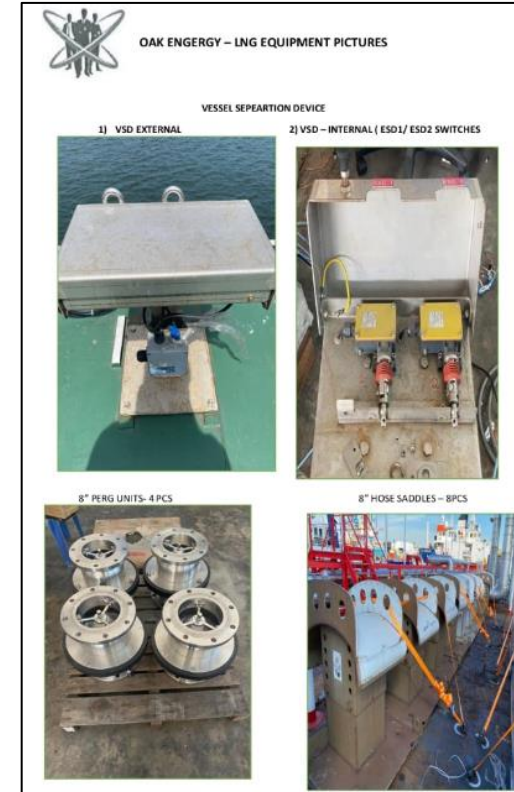 OAK ENGERGY – LNG EQUIPMENT PICTURES
VESSEL SEPEARTION DEVICE
1) VSD EXTERNAL
2) VSD – INTERNAL ( ESD1/ ESD2 SWITCHES
8" PERG UNITS- 4 PCS
8" HOSE SADDLES – 8PCS